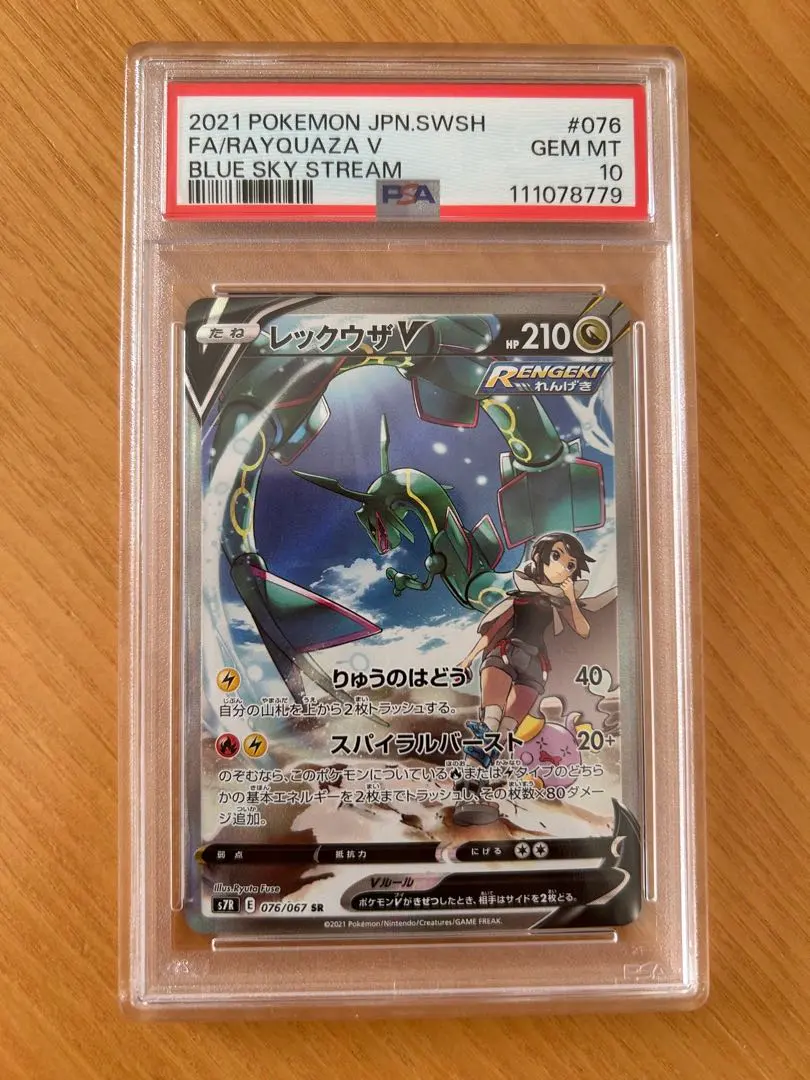 2021 POKEMON JPN.SWSH #076
FA/RAYQUAZA V GEM MT
BLUE SKY STREAM 10
PSA 111078779
たね レックウザV HP 210
RENGEKI
れんげき
りゅうのはどう 40
自分の山札を上から2枚トラッシュする。
スパイラルバースト 20+
のぞむなら、このポケモンについている またはタイプのどちら
かの基本エネルギーを2枚までトラッシュし、その枚数×80ダメー
ジ追加。
弱点 抵抗力 にげる
Illus.Ryuta Fuse
Vルール
s7R E 076/067 SR
ポケモンVがきぜつしたとき、相手はサイドを2枚とる。
©2021 Pokémon/Nintendo/Creatures/GAME FREAK.
PSA